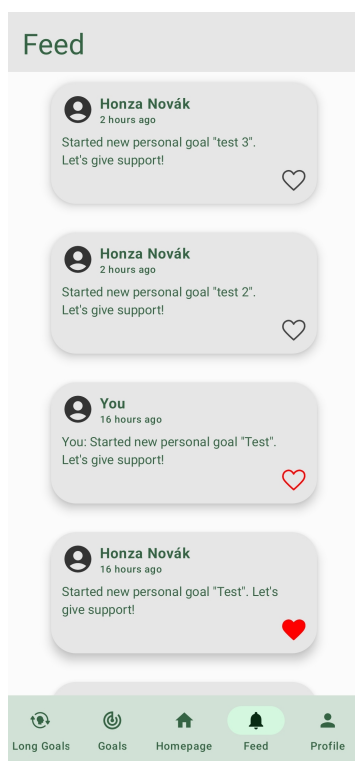 Feed
Honza Novák
2 hours ago
Started new personal goal "test 3".
Let's give support!
Honza Novák
2 hours ago
Started new personal goal "test 2".
Let's give support!
You
16 hours ago
You: Started new personal goal "Test".
Let's give support!
Honza Novák
16 hours ago
Started new personal goal "Test". Let's
give support!
Long Goals
Goals
Homepage
Feed
Profile